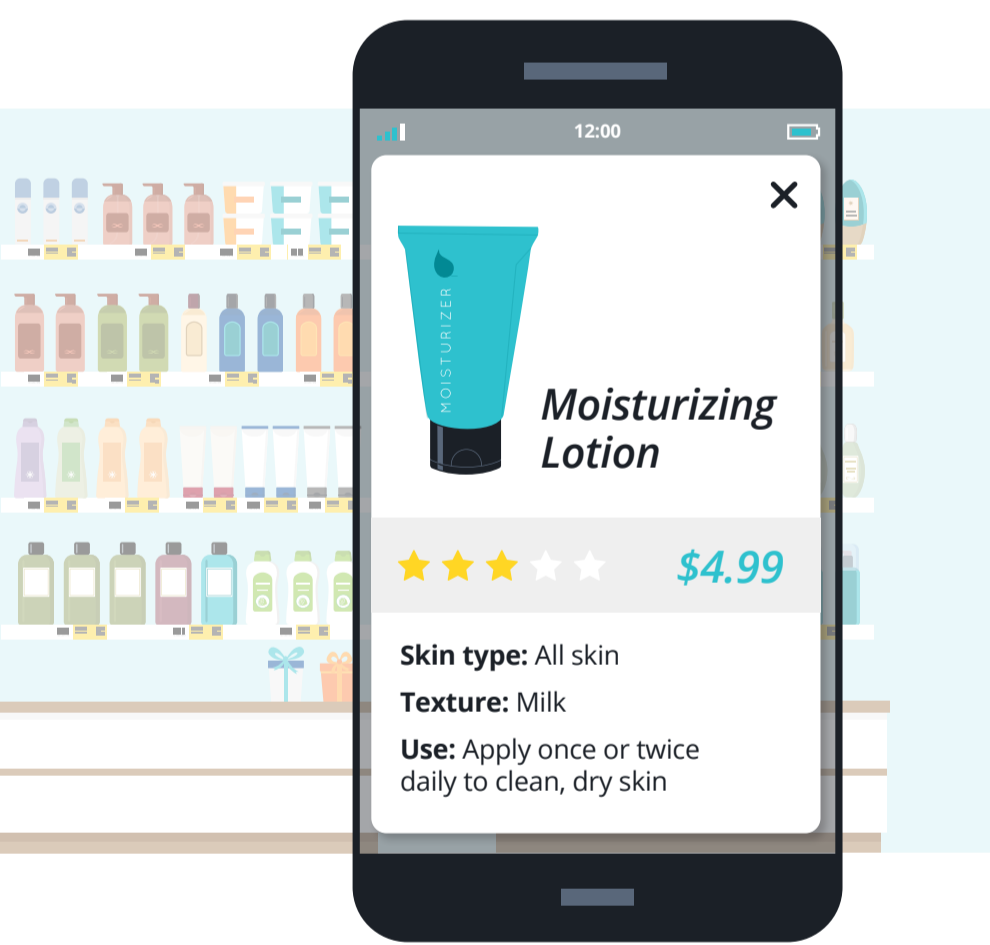 12:00
MOISTURIZER
Moisturizing
Lotion
$4.99
Skin type: All skin
Texture: Milk
Use: Apply once or twice
daily to clean, dry skin